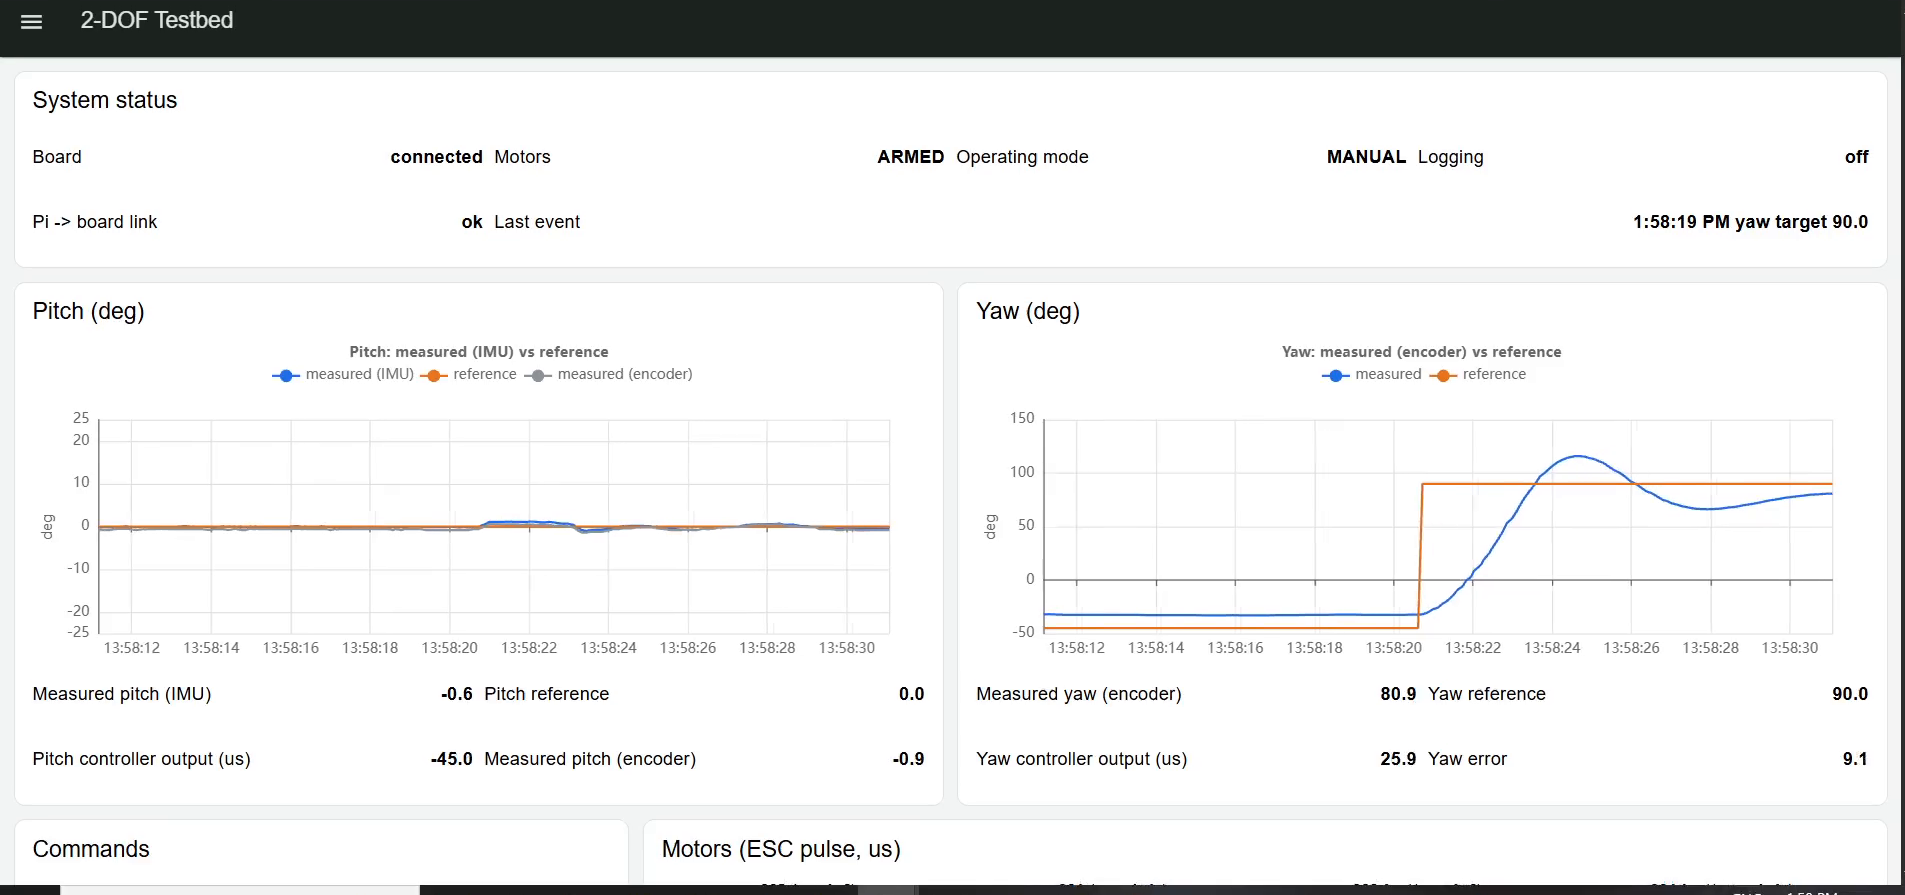 2-DOF Testbed
System status
Board connected Motors ARMED Operating mode MANUAL Logging off
Pi -> board link ok Last event 1:58:19 PM yaw target 90.0
Pitch (deg)
Pitch: measured (IMU) vs reference
measured (IMU) reference measured (encoder)
25
20
10
0
-10
-20
-25
deg
13:58:12 13:58:14 13:58:16 13:58:18 13:58:20 13:58:22 13:58:24 13:58:26 13:58:28 13:58:30
Measured pitch (IMU) -0.6 Pitch reference 0.0
Pitch controller output (us) -45.0 Measured pitch (encoder) -0.9
Yaw (deg)
Yaw: measured (encoder) vs reference
measured reference
150
100
50
0
-50
deg
13:58:12 13:58:14 13:58:16 13:58:18 13:58:20 13:58:22 13:58:24 13:58:26 13:58:28 13:58:30
Measured yaw (encoder) 80.9 Yaw reference 90.0
Yaw controller output (us) 25.9 Yaw error 9.1
Commands
Motors (ESC pulse, us)